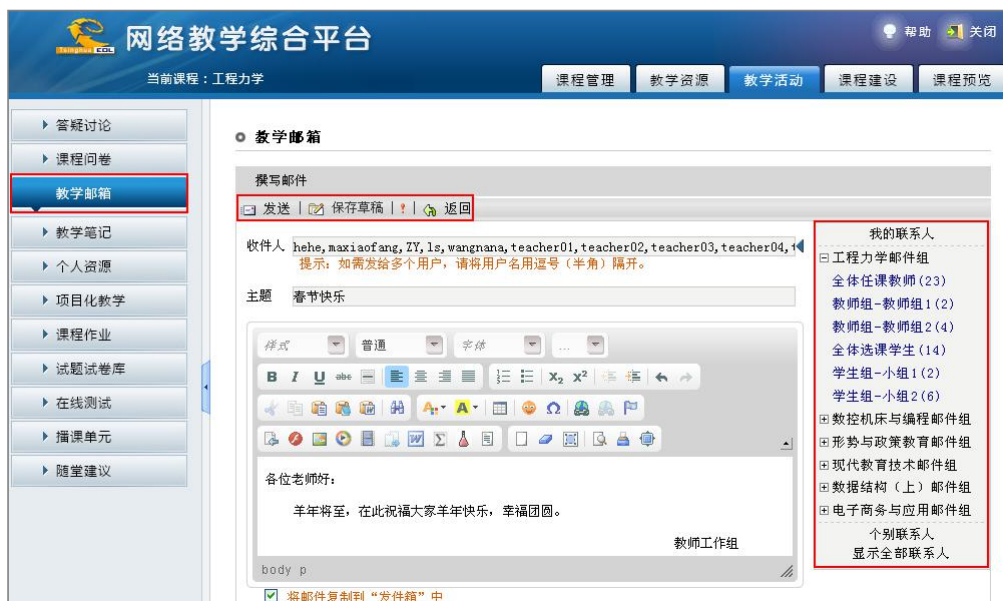 网络教学综合平台
帮助 关闭
当前课程：工程力学
课程管理 教学资源 教学活动 课程建设 课程预览
答疑讨论
课程问卷
教学邮箱
教学笔记
个人资源
项目化教学
课程作业
试题试卷库
在线测试
播课单元
随堂建议
教学邮箱
撰写邮件
发送 | 保存草稿 | ! | 返回
收件人 hehe,maxiaofang,ZY,ls,wangnana,teacher01,teacher02,teacher03,teacher04,
提示：如需发给多个用户，请将用户名用逗号（半角）隔开。
主题 春节快乐
样式 普通 字体 ...
B I U abc X₂ X²
A A Ω
W Σ
各位老师好：
羊年将至，在此祝福大家羊年快乐，幸福团圆。
教师工作组
body p
将邮件复制到“发件箱”中
我的联系人
工程力学邮件组
全体任课教师(23)
教师组-教师组1(2)
教师组-教师组2(4)
全体选课学生(14)
学生组-小组1(2)
学生组-小组2(6)
数控机床与编程邮件组
形势与政策教育邮件组
现代教育技术邮件组
数据结构（上）邮件组
电子商务与应用邮件组
个别联系人
显示全部联系人